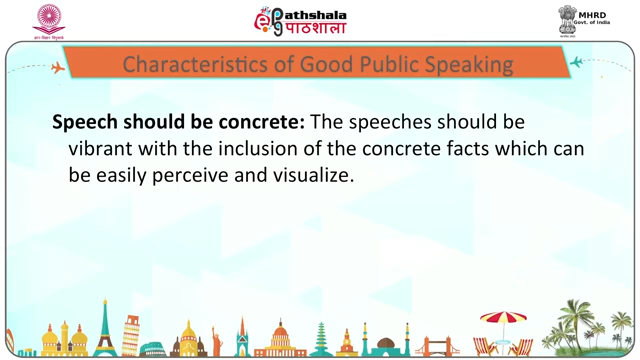 ePathshala
पाठशाला
MHRD
Govt. of India
Characteristics of Good Public Speaking
Speech should be concrete: The speeches should be
vibrant with the inclusion of the concrete facts which can
be easily perceive and visualize.